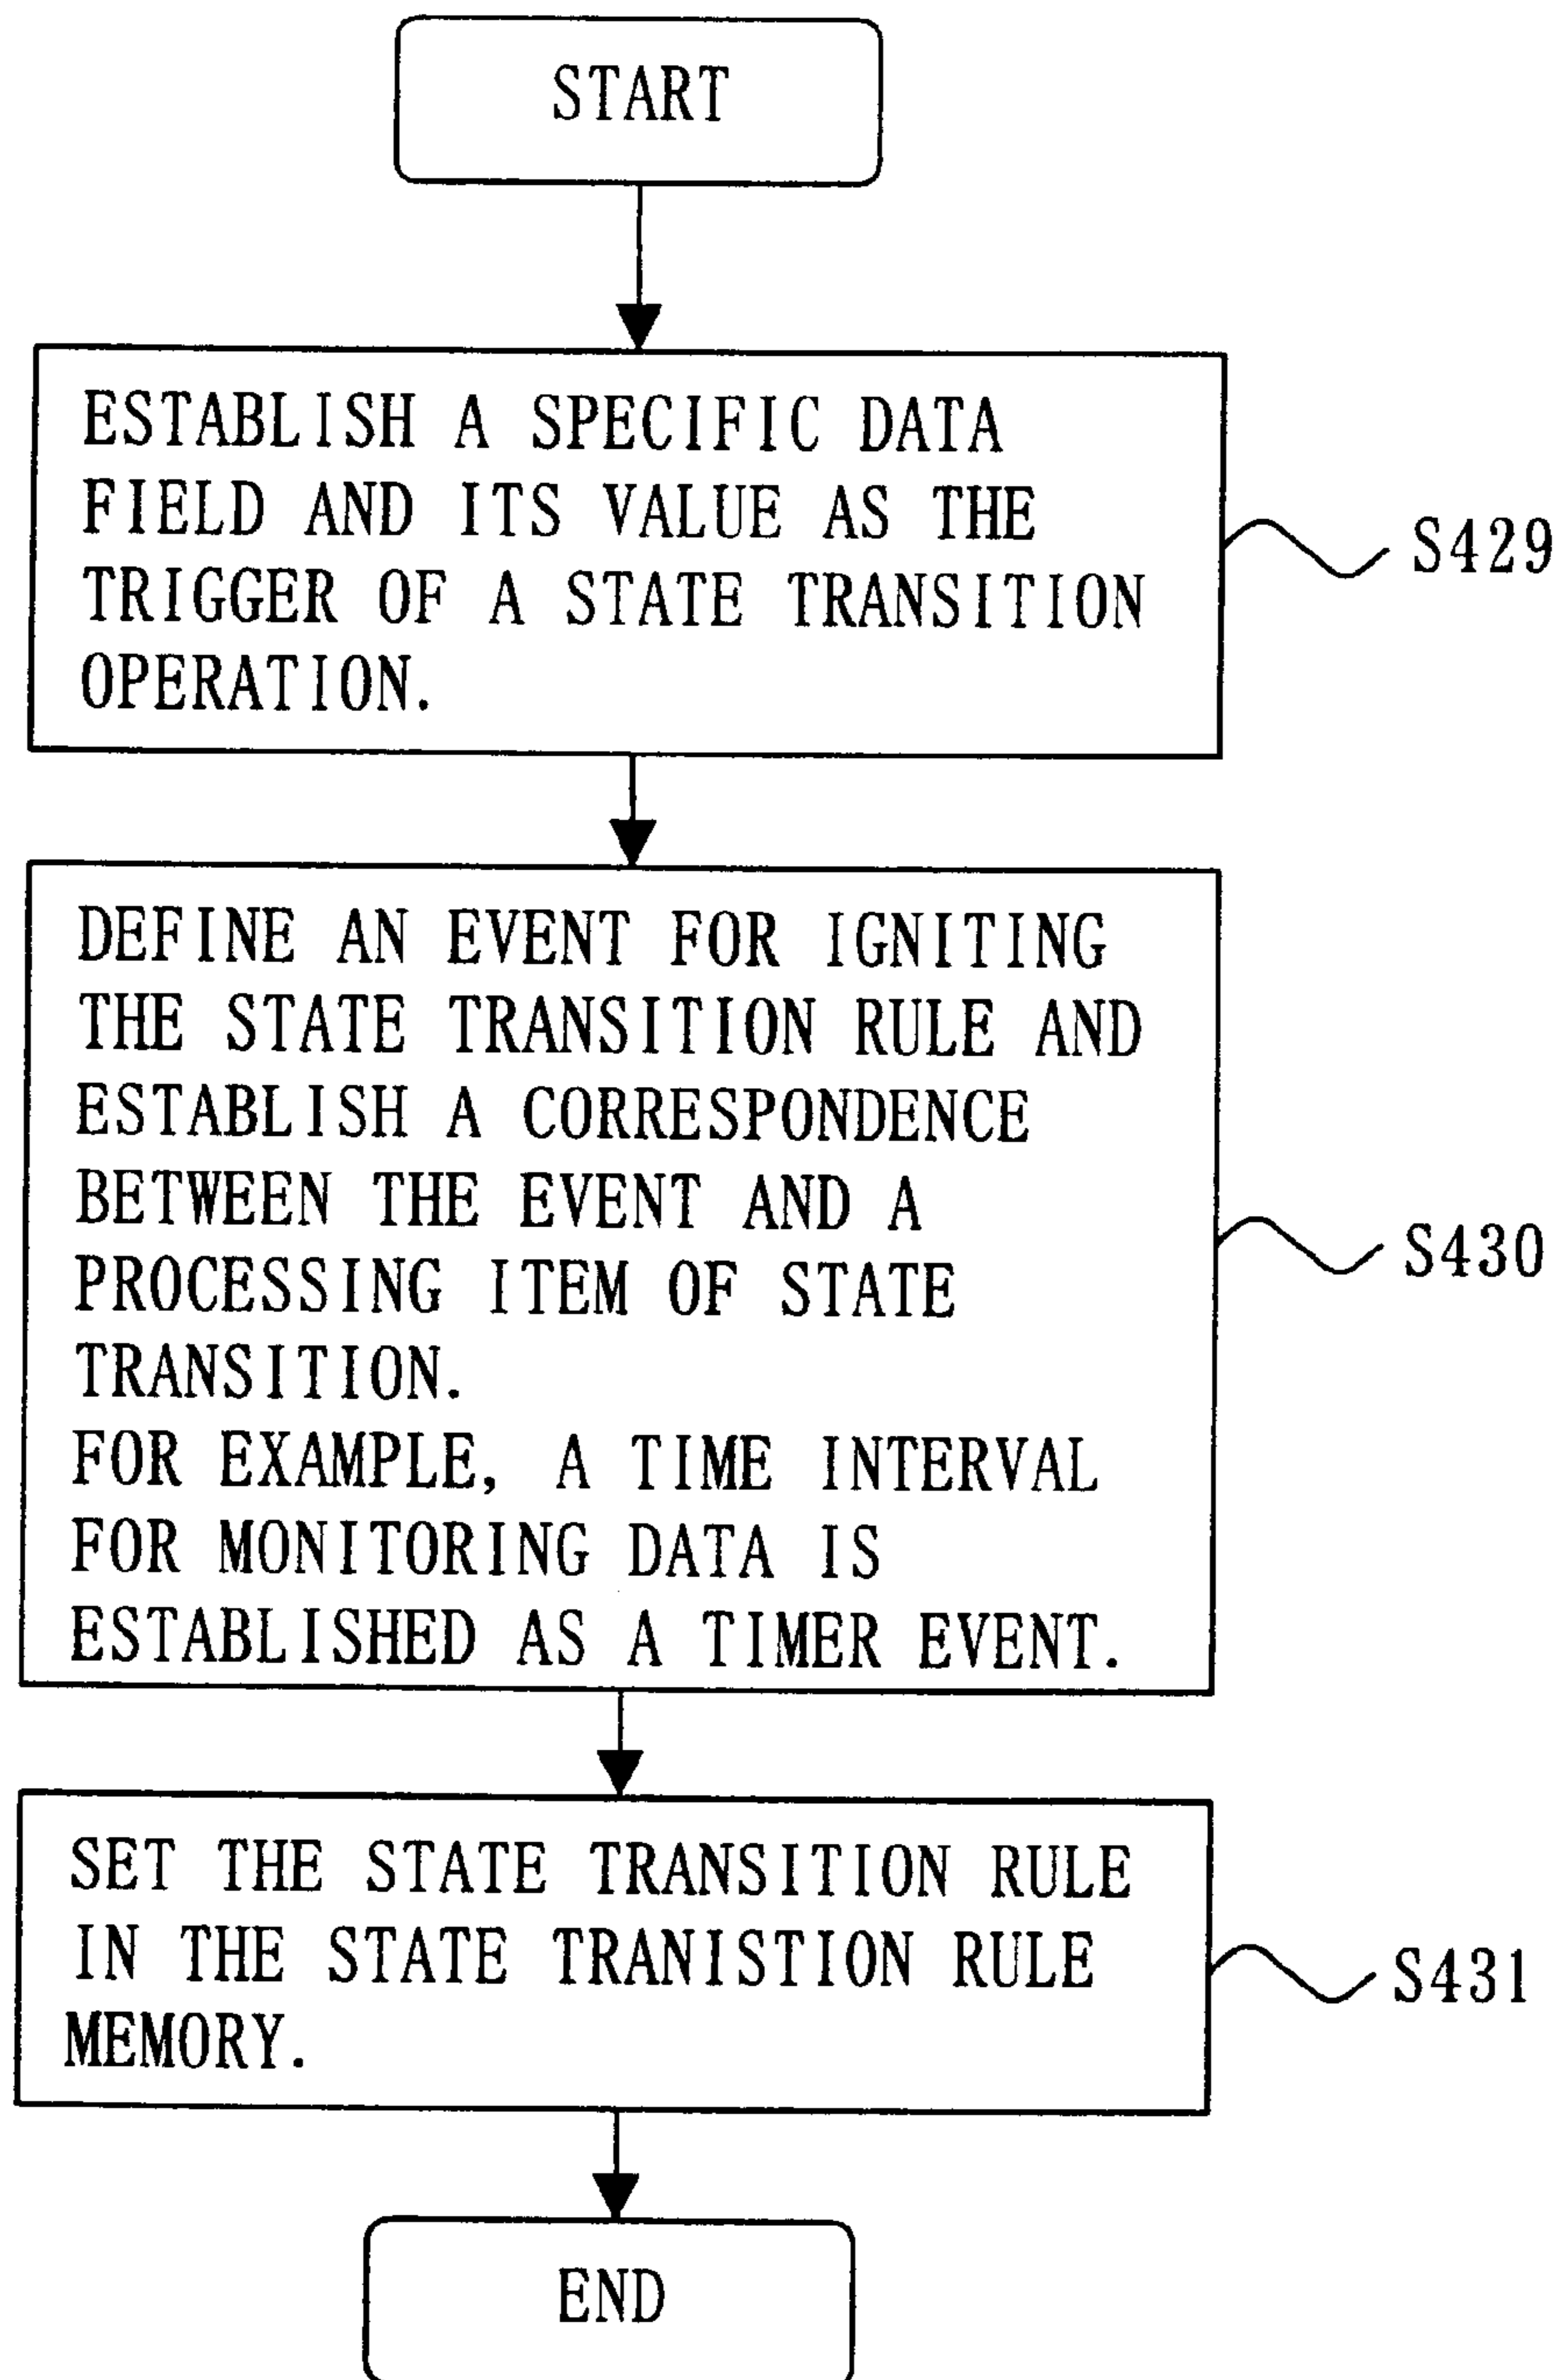 START
ESTABLISH A SPECIFIC DATA
FIELD AND ITS VALUE AS THE
TRIGGER OF A STATE TRANSITION
OPERATION.
S429
DEFINE AN EVENT FOR IGNITING
THE STATE TRANSITION RULE AND
ESTABLISH A CORRESPONDENCE
BETWEEN THE EVENT AND A
PROCESSING ITEM OF STATE
TRANSITION.
FOR EXAMPLE, A TIME INTERVAL
FOR MONITORING DATA IS
ESTABLISHED AS A TIMER EVENT.
S430
SET THE STATE TRANSITION RULE
IN THE STATE TRANISTION RULE
MEMORY.
S431
END